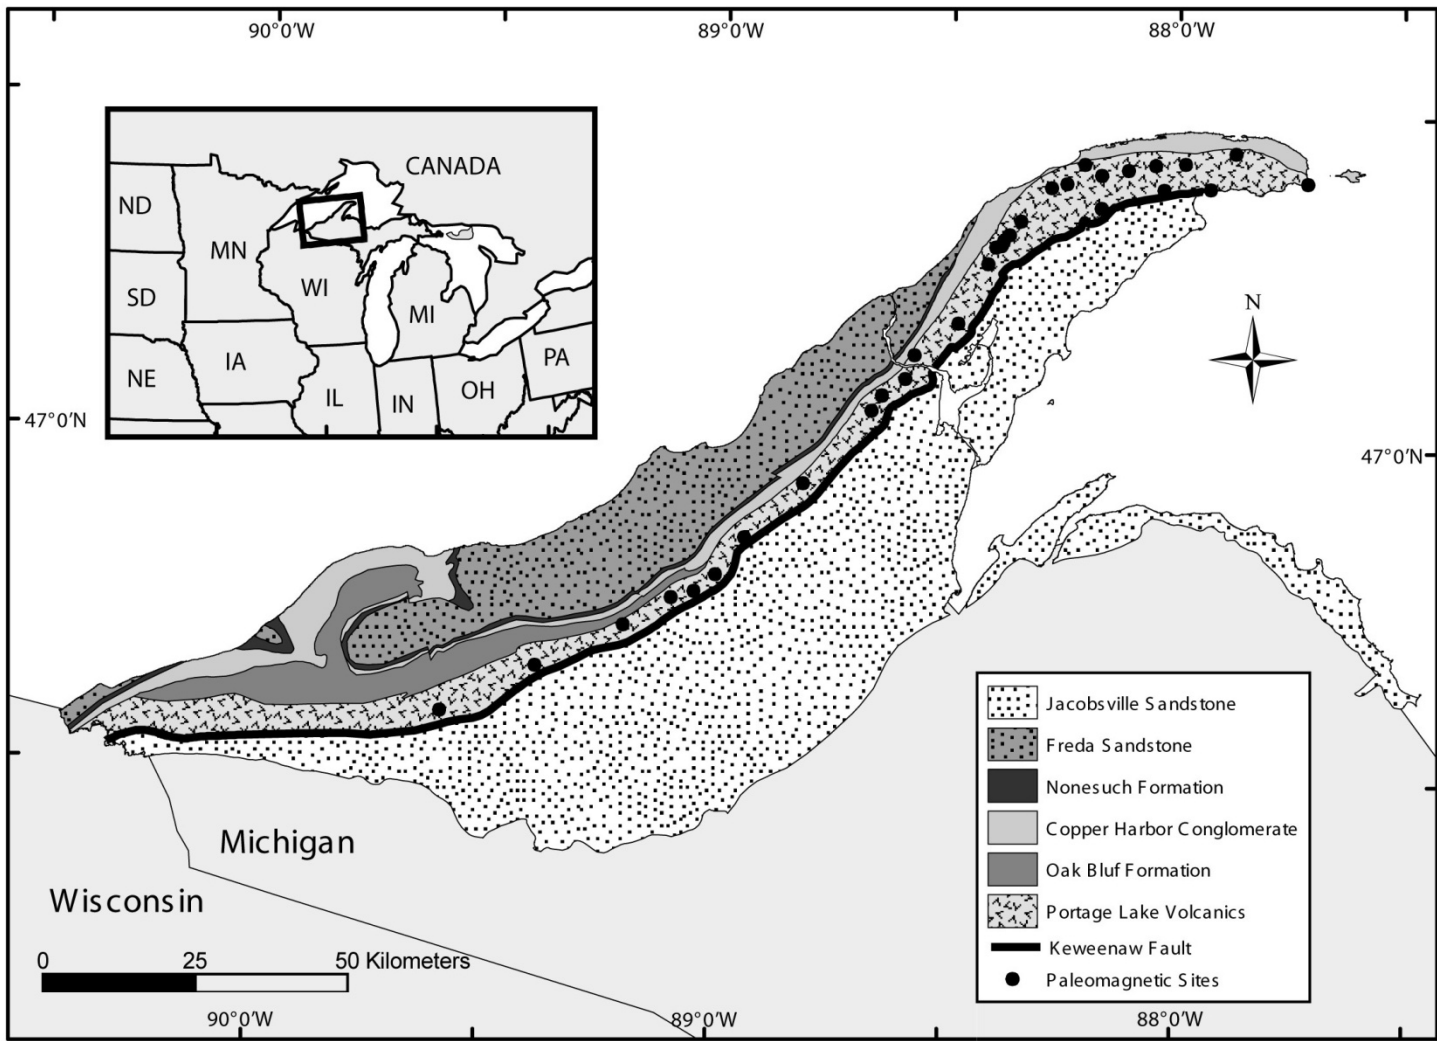 90°0'W 89°0'W 88°0'W
CANADA
ND
MN
SD
WI
MI
NE
IA
IL
IN
OH
PA
N
47°0'N
47°0'N
Jacobsville Sandstone
Freda Sandstone
Nonesuch Formation
Copper Harbor Conglomerate
Oak Bluf Formation
Portage Lake Volcanics
Keweenaw Fault
Paleomagnetic Sites
Michigan
Wisconsin
0 25 50 Kilometers
90°0'W 89°0'W 88°0'W